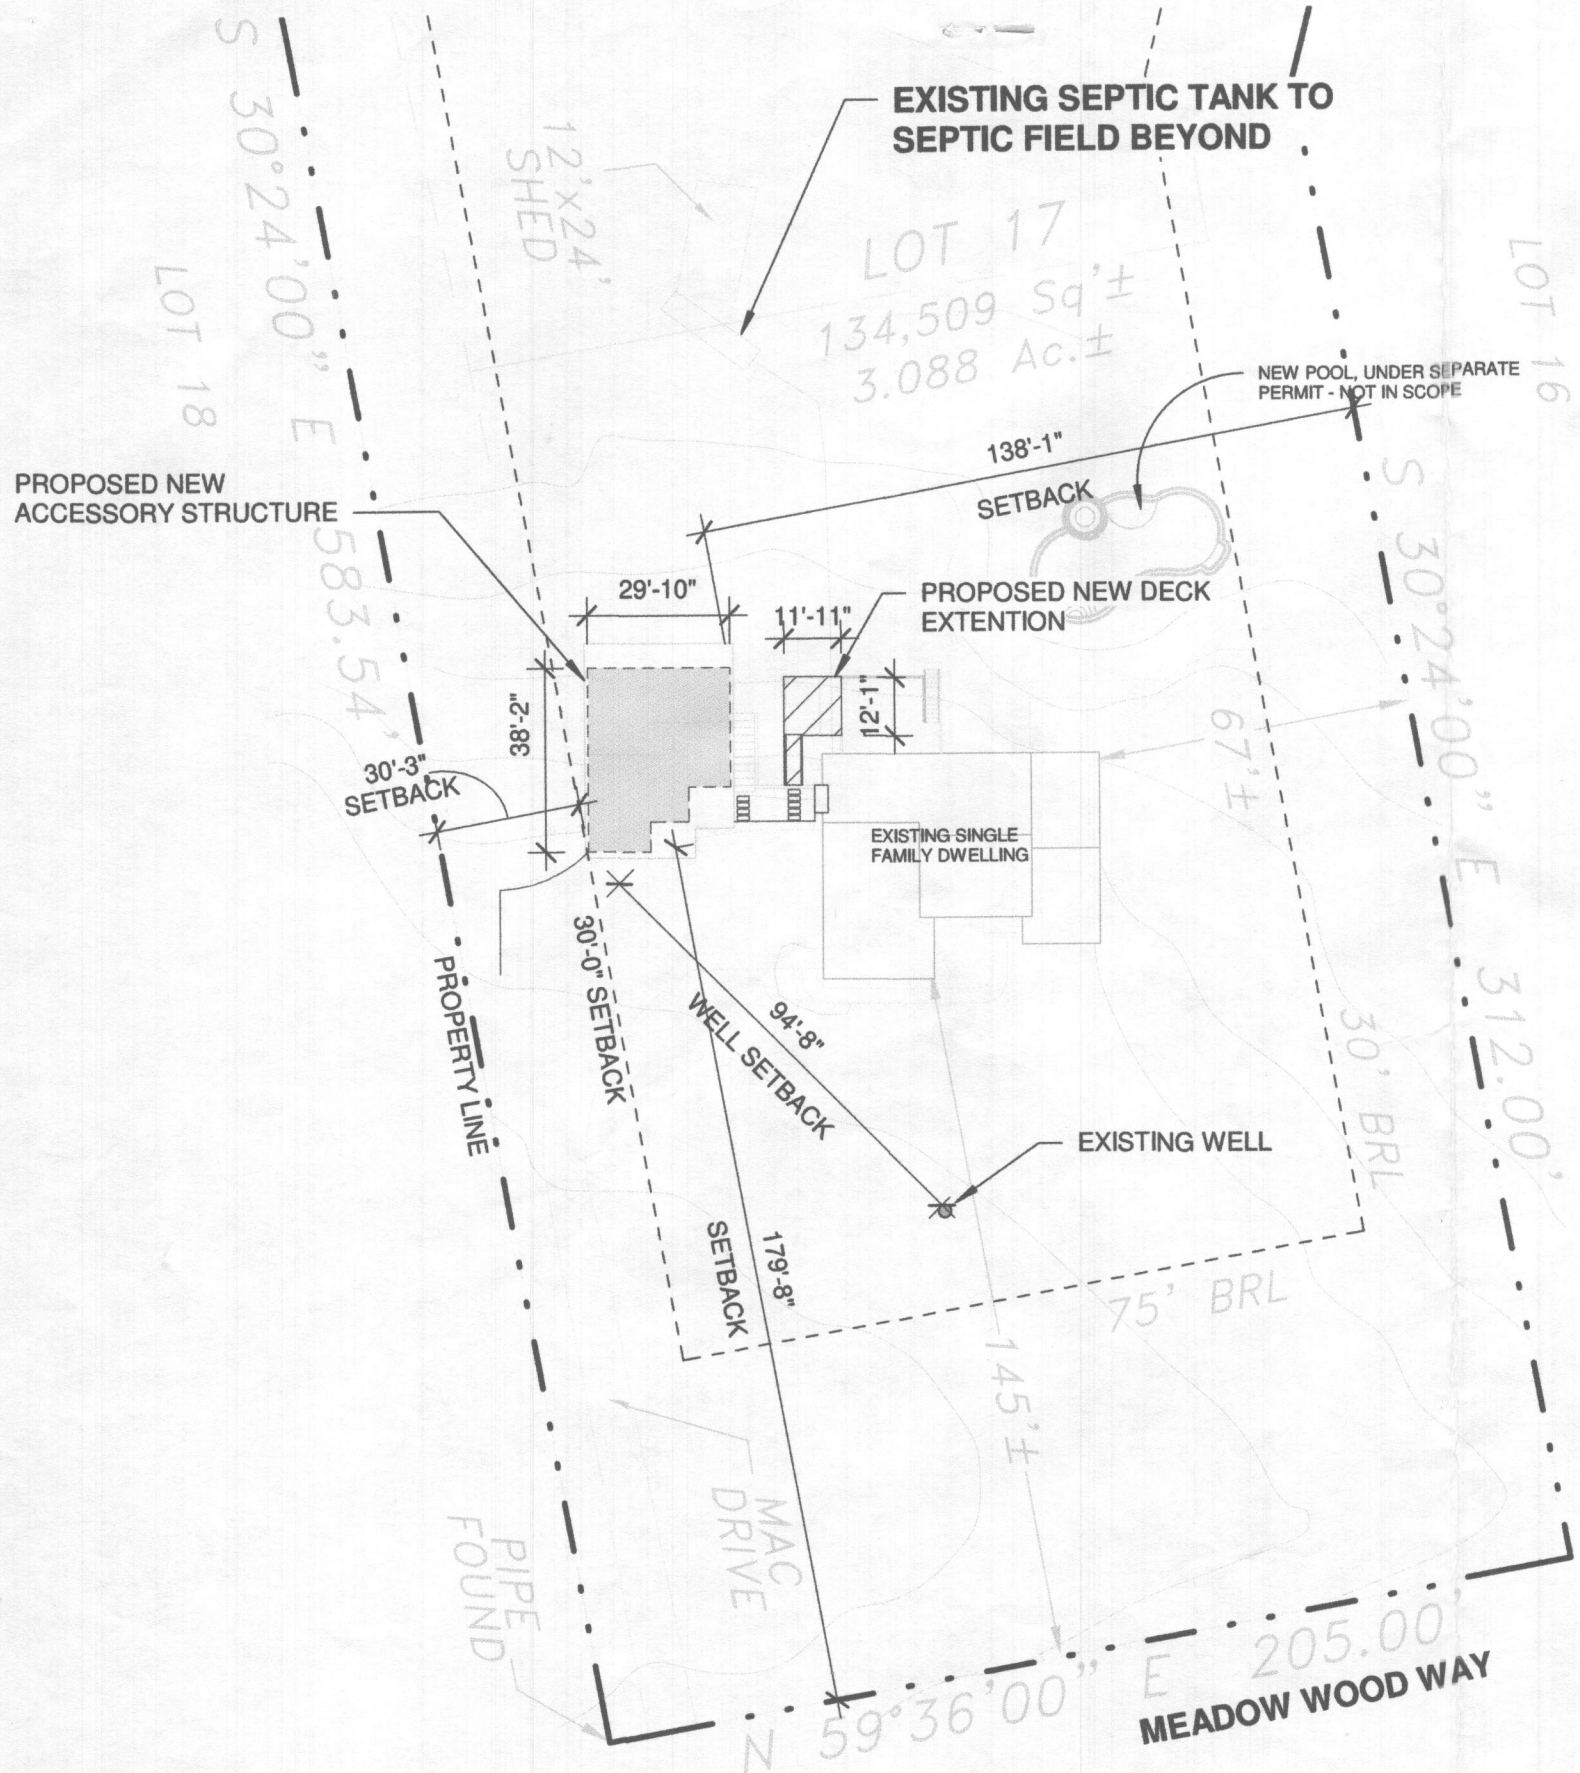 EXISTING SEPTIC TANK TO
SEPTIC FIELD BEYOND
S 30°24'00" E 583.54'
12'x24'
SHED
LOT 17
134,509 Sq'±
3.088 Ac.±
LOT 18
LOT 16
NEW POOL, UNDER SEPARATE
PERMIT - NOT IN SCOPE
138'-1"
SETBACK
PROPOSED NEW
ACCESSORY STRUCTURE
S 30°24'00" E 312.00'
29'-10"
PROPOSED NEW DECK
EXTENTION
11'-11"
12'-1"
38'-2"
67'±
30'-3"
SETBACK
EXISTING SINGLE
FAMILY DWELLING
30'-0" SETBACK
PROPERTY LINE
94'-8"
WELL SETBACK
30' BRL
EXISTING WELL
179'-8"
SETBACK
75' BRL
145'±
MAC
DRIVE
PIPE
FOUND
N 59°36'00" E 205.00'
MEADOW WOOD WAY